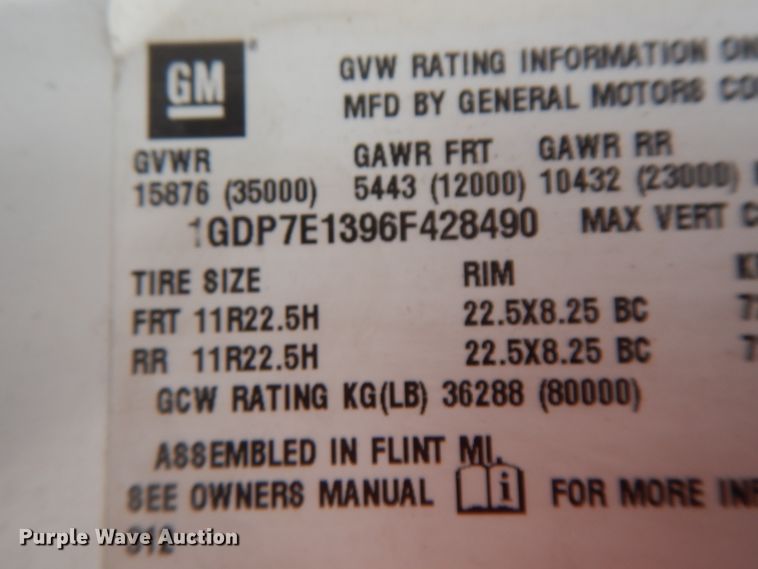 GM GVW RATING INFORMATION
MFD BY GENERAL MOTORS
GVWR GAWR FRT GAWR RR
15876 (35000) 5443 (12000) 10432 (23000)
1GDP7E1396F428490 MAX VERT
TIRE SIZE RIM
FRT 11R22.5H 22.5X8.25 BC
RR 11R22.5H 22.5X8.25 BC
GCW RATING KG(LB) 36288 (80000)
ASSEMBLED IN FLINT MI.
SEE OWNERS MANUAL i FOR MORE
Purple Wave Auction